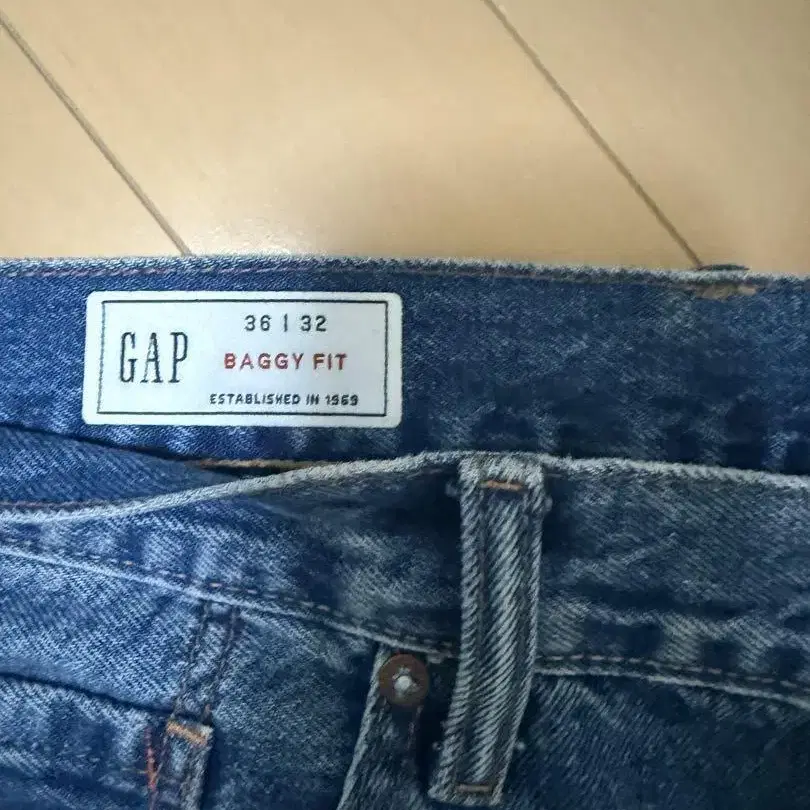 GAP
36 | 32
BAGGY FIT
ESTABLISHED IN 1969